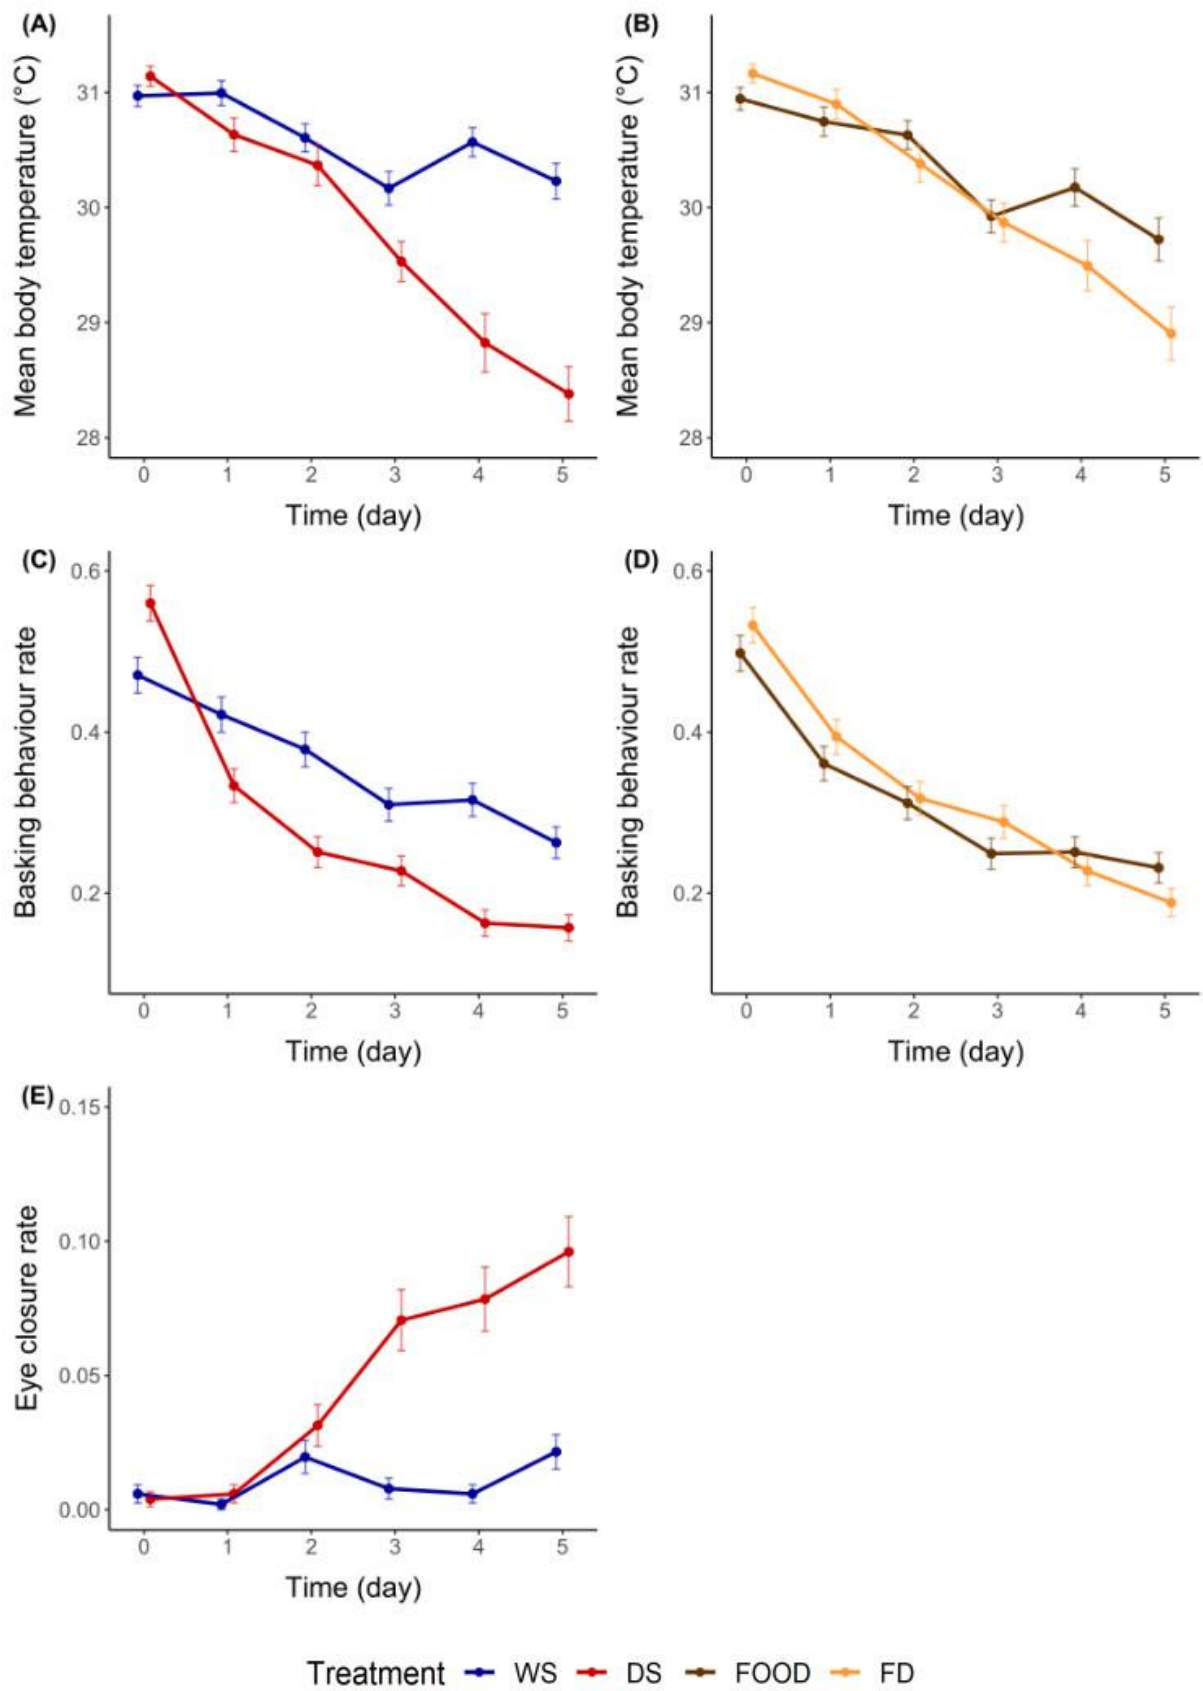 (A)
Mean body temperature (°C)
31
30
29
28
0 1 2 3 4 5
Time (day)
(B)
Mean body temperature (°C)
31
30
29
28
0 1 2 3 4 5
Time (day)
(C)
Basking behaviour rate
0.6
0.4
0.2
0 1 2 3 4 5
Time (day)
(D)
Basking behaviour rate
0.6
0.4
0.2
0 1 2 3 4 5
Time (day)
(E)
Eye closure rate
0.15
0.10
0.05
0.00
0 1 2 3 4 5
Time (day)
Treatment WS DS FOOD FD